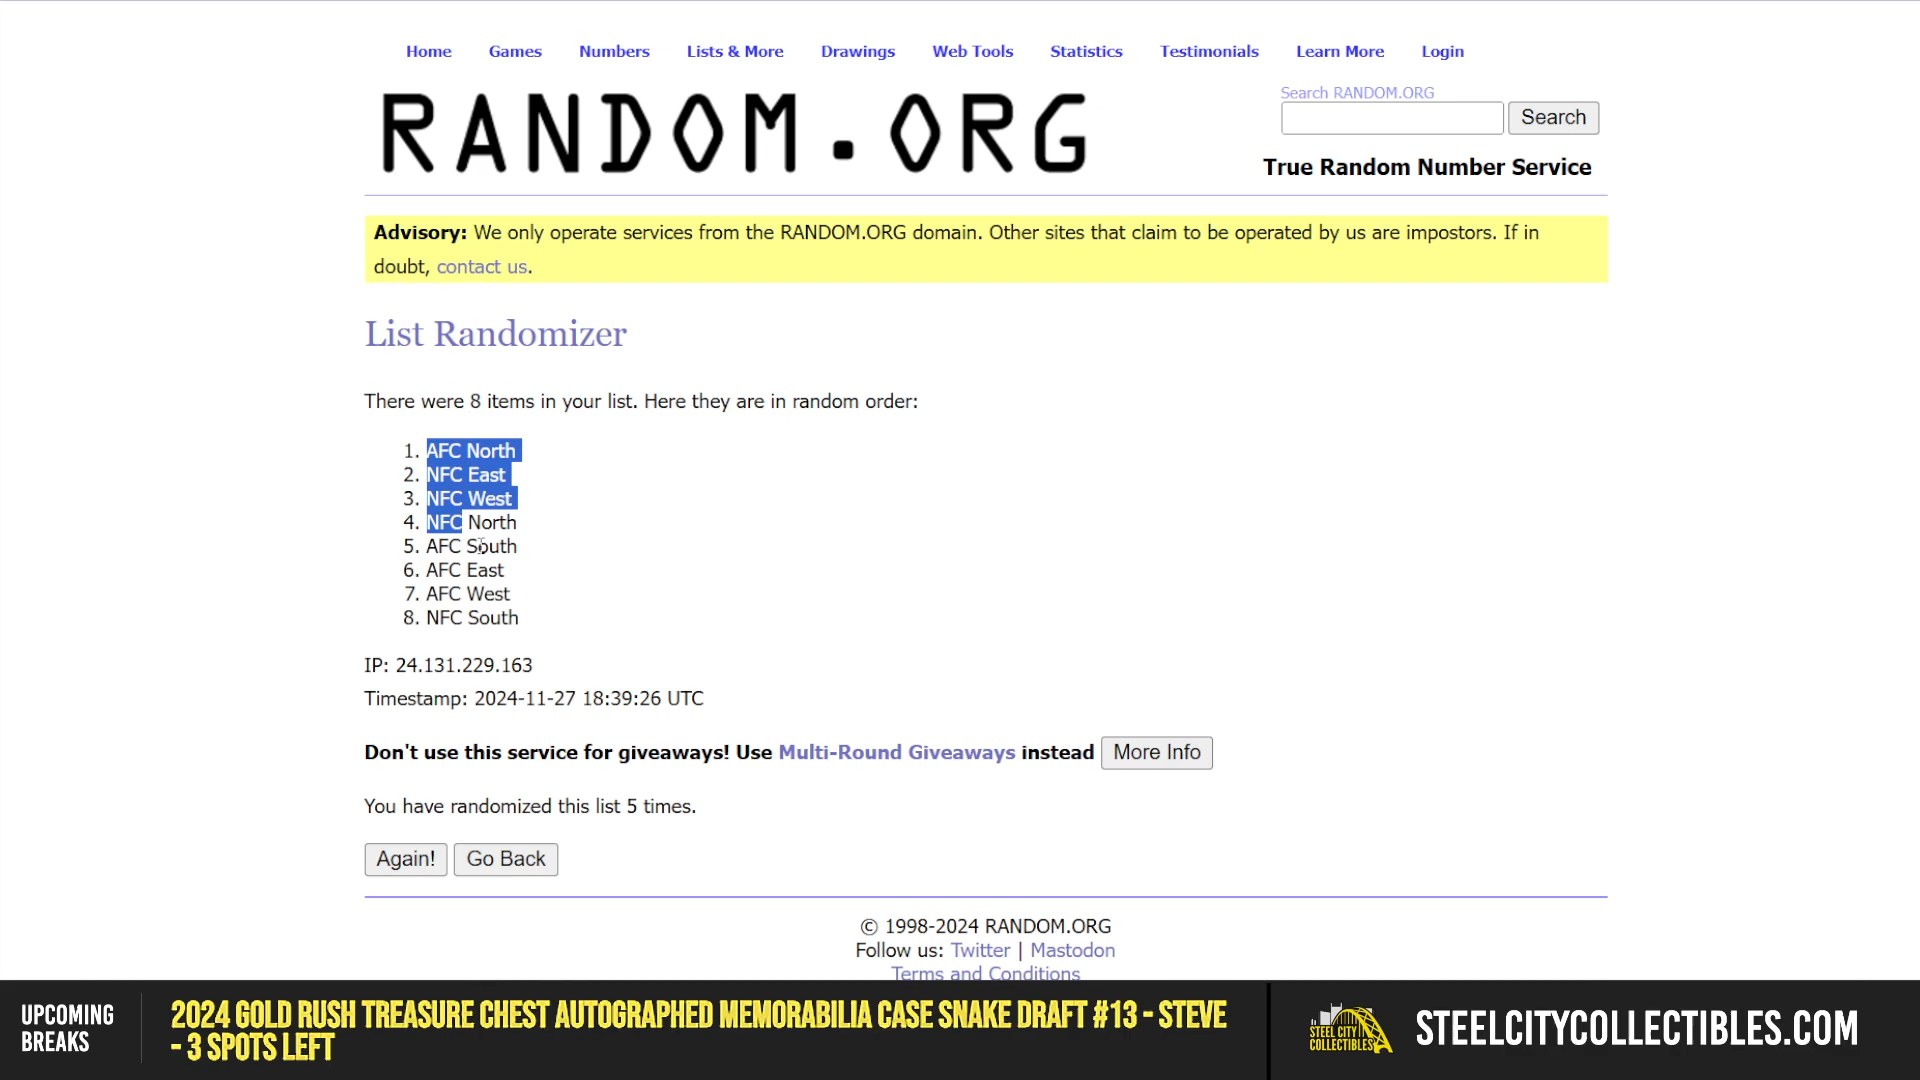 Home Games Numbers Lists & More Drawings Web Tools Statistics Testimonials Learn More Login
RANDOM.ORG
Search RANDOM.ORG
Search
True Random Number Service
Advisory: We only operate services from the RANDOM.ORG domain. Other sites that claim to be operated by us are impostors. If in
doubt, contact us.
List Randomizer
There were 8 items in your list. Here they are in random order:
1. AFC North
2. NFC East
3. NFC West
4. NFC North
5. AFC South
6. AFC East
7. AFC West
8. NFC South
IP: 24.131.229.163
Timestamp: 2024-11-27 18:39:26 UTC
Don't use this service for giveaways! Use Multi-Round Giveaways instead More Info
You have randomized this list 5 times.
Again! Go Back
© 1998-2024 RANDOM.ORG
Follow us: Twitter | Mastodon
Terms and Conditions
UPCOMING
BREAKS
2024 GOLD RUSH TREASURE CHEST AUTOGRAPHED MEMORABILIA CASE SNAKE DRAFT #13 - STEVE
- 3 SPOTS LEFT
STEEL CITY
COLLECTIBLES
STEELCITYCOLLECTIBLES.COM